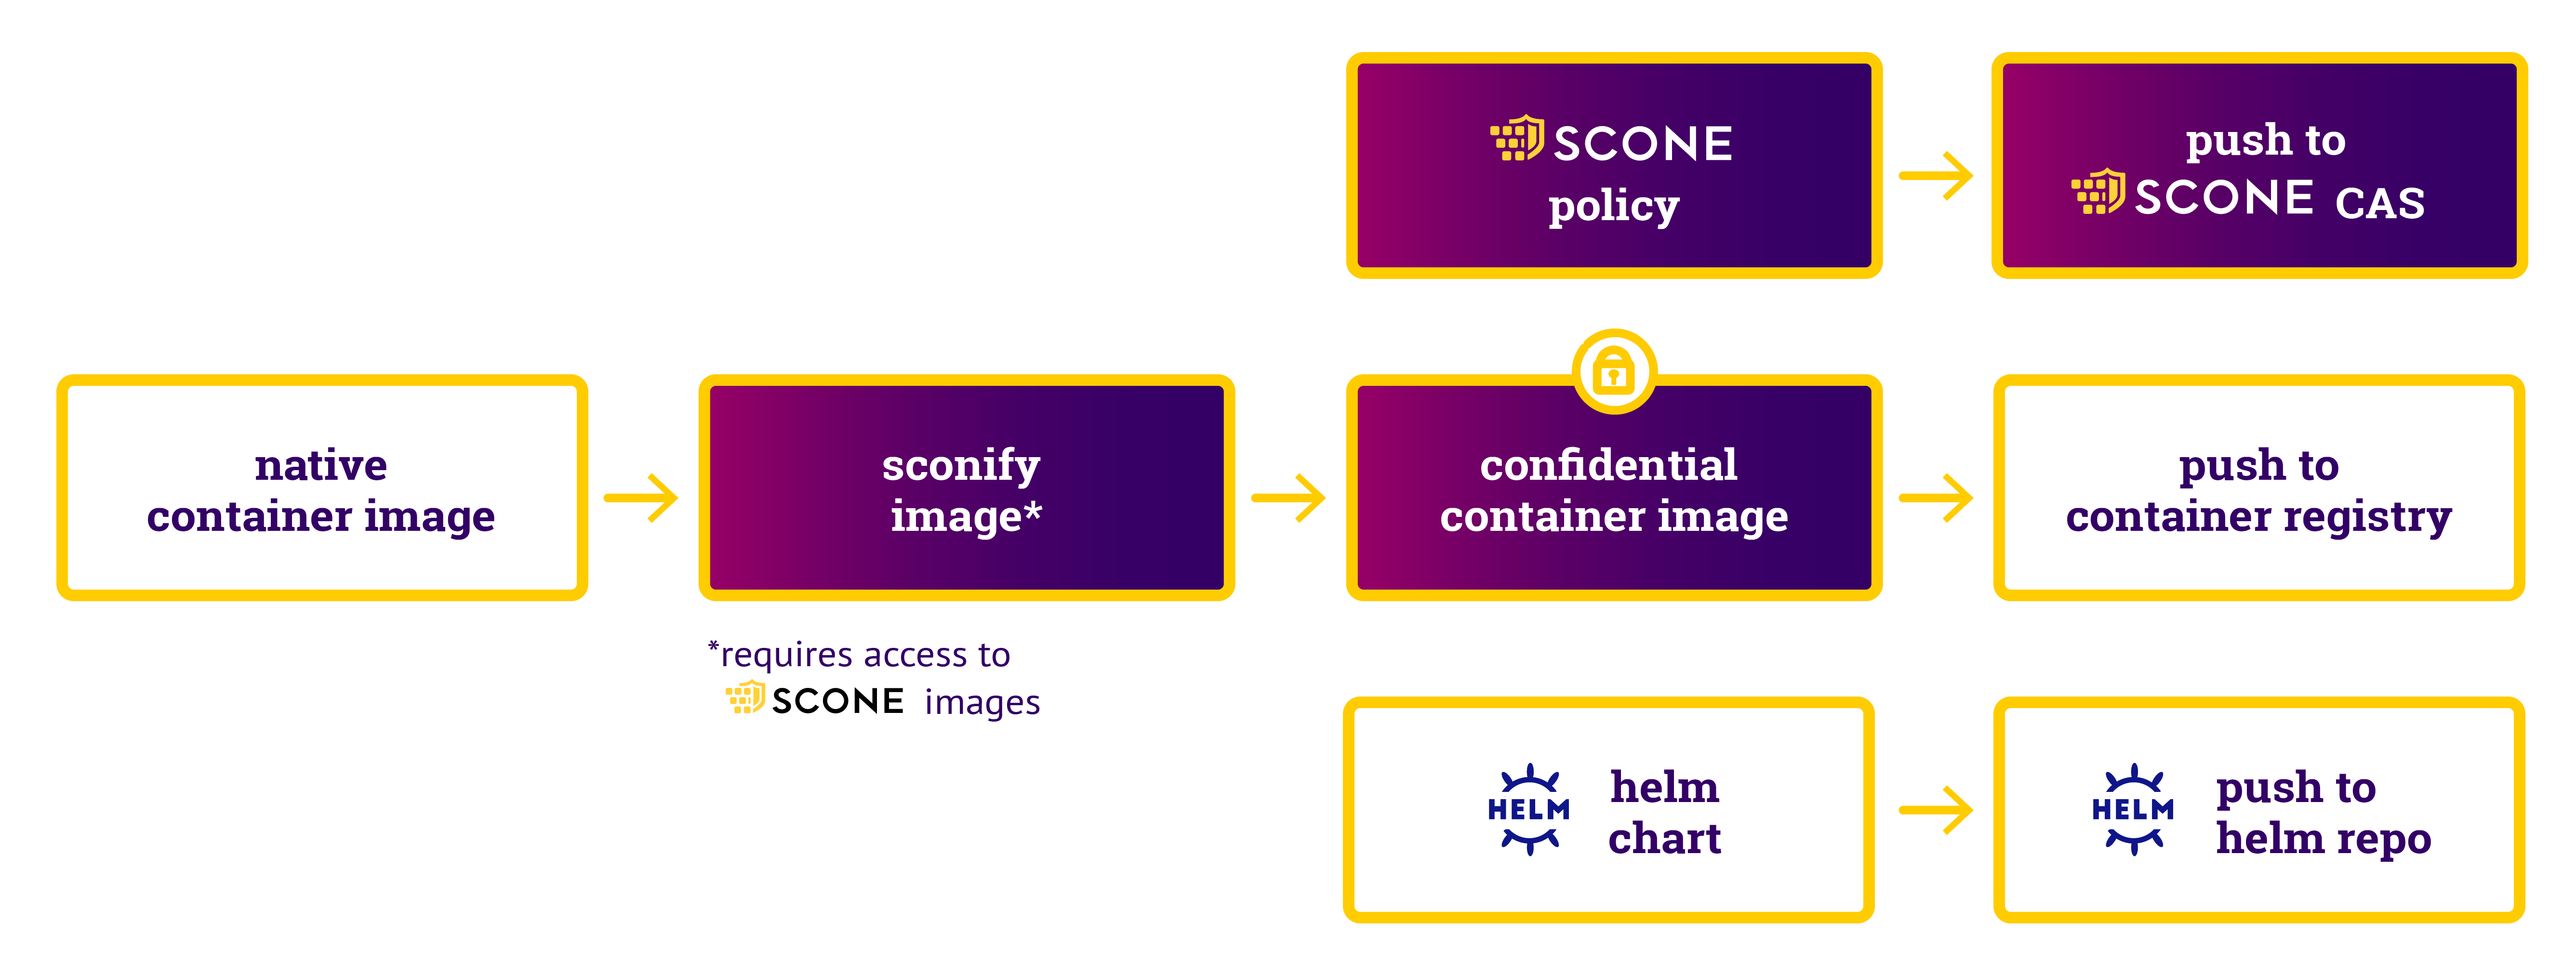 SCONE
policy
push to
SCONE CAS
native
container image
sconify
image*
confidential
container image
push to
container registry
*requires access to
SCONE images
HELM
helm
chart
HELM
push to
helm repo